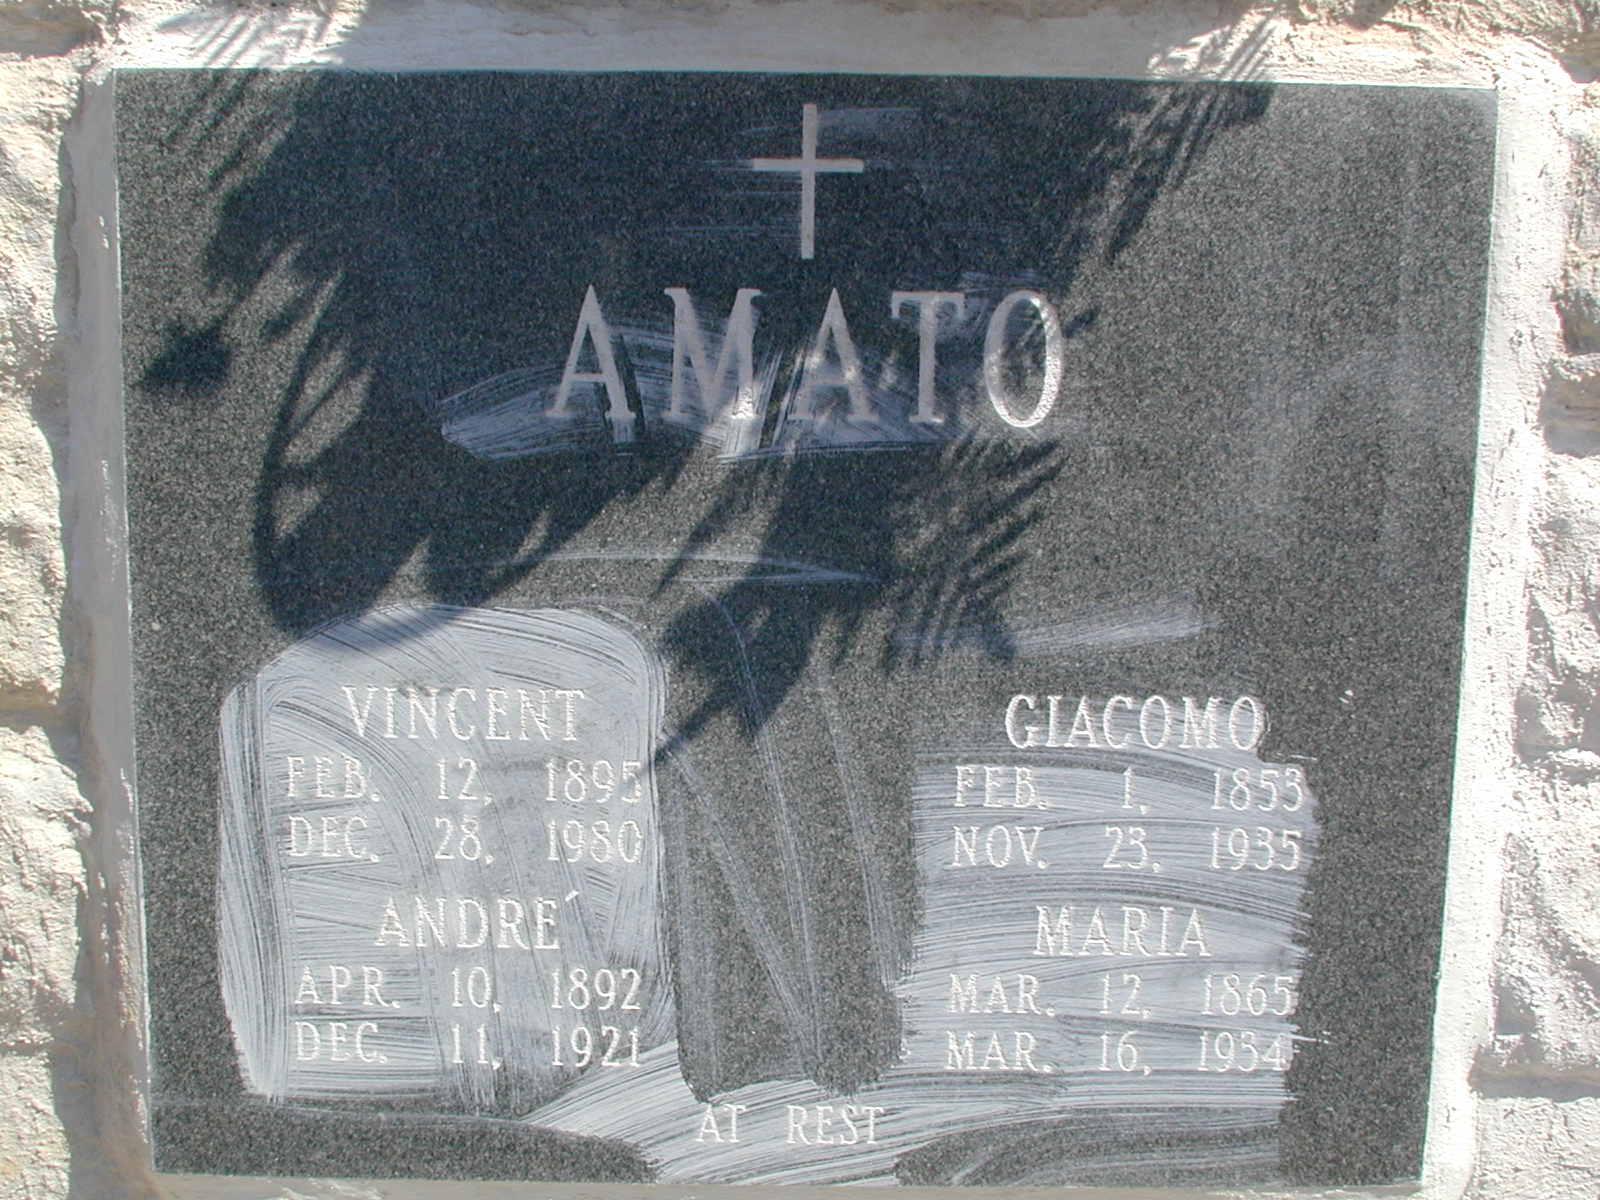 AMATO
VINCENT
FEB. 12, 1895
DEC. 28, 1980
ANDRÉ
APR. 10, 1892
DEC. 11, 1921
GIACOMO
FEB. 1, 1853
NOV. 23, 1935
MARIA
MAR. 12, 1865
MAR. 16, 1934
AT REST